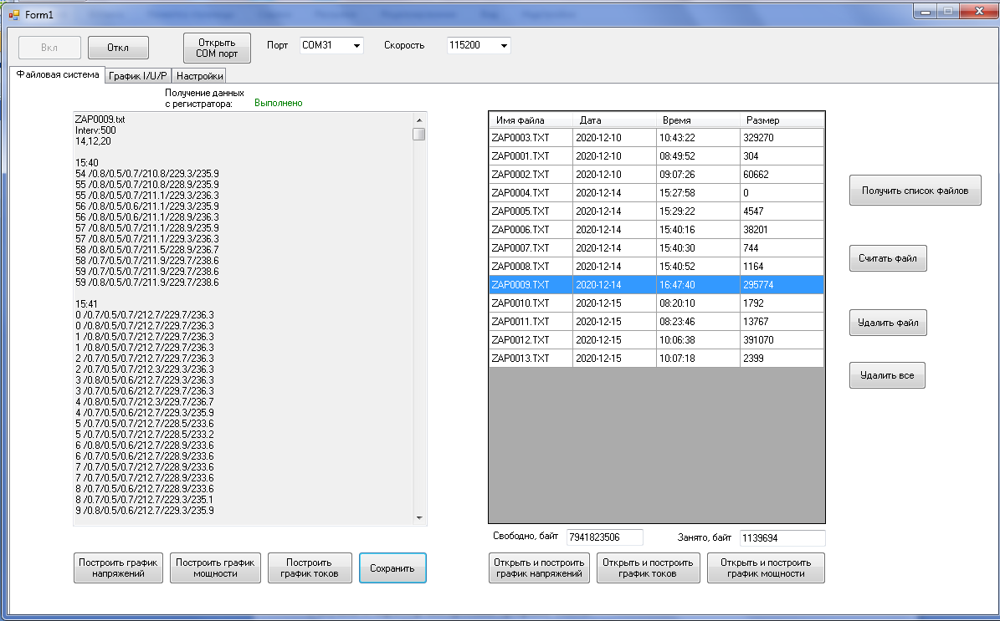 Form1
Вкл
Откл
Открыть
COM порт
Порт
COM31
Скорость
115200
Файловая система
График I/U/P
Настройки
Получение данных
с регистратора:
Выполнено
ZAP0009.txt
Interv:500
14,12,20
15:40
54 /0.8/0.5/0.7/210.8/229.3/235.9
55 /0.8/0.5/0.7/210.8/228.9/235.9
55 /0.8/0.5/0.7/211.1/229.3/236.3
56 /0.8/0.5/0.6/211.1/229.3/235.9
56 /0.8/0.5/0.6/211.1/228.9/236.3
57 /0.7/0.5/0.7/211.1/228.9/235.9
57 /0.8/0.5/0.7/211.1/229.3/236.3
58 /0.8/0.5/0.7/211.5/228.9/236.7
58 /0.7/0.5/0.7/211.9/229.7/238.6
59 /0.7/0.5/0.7/211.9/229.7/238.6
59 /0.8/0.5/0.7/211.9/229.7/238.6
15:41
0 /0.7/0.5/0.7/212.7/229.7/236.3
0 /0.8/0.5/0.7/212.7/229.7/236.3
1 /0.8/0.5/0.7/212.7/229.7/236.3
1 /0.8/0.5/0.7/212.7/229.7/236.3
2 /0.7/0.5/0.7/212.7/229.7/236.3
2 /0.7/0.5/0.7/212.3/229.3/236.3
3 /0.8/0.5/0.6/212.3/229.7/236.3
3 /0.7/0.5/0.6/212.7/229.7/236.3
4 /0.8/0.5/0.7/212.3/229.7/236.7
4 /0.7/0.5/0.6/212.7/229.3/235.9
5 /0.7/0.5/0.6/212.7/228.5/233.6
5 /0.7/0.5/0.7/212.7/228.5/233.2
6 /0.8/0.5/0.6/212.7/228.9/233.6
6 /0.7/0.5/0.6/212.7/228.9/233.6
7 /0.7/0.5/0.7/212.7/228.9/233.6
7 /0.7/0.5/0.7/212.7/228.9/233.6
8 /0.7/0.5/0.6/212.7/228.9/233.6
8 /0.7/0.5/0.7/212.7/229.3/235.1
9 /0.8/0.5/0.6/212.7/229.3/235.9
Имя файла Дата Время Размер
ZAP0003.TXT 2020-12-10 10:43:22 329270
ZAP0001.TXT 2020-12-10 08:49:52 304
ZAP0002.TXT 2020-12-10 09:07:26 60662
ZAP0004.TXT 2020-12-14 15:27:58 0
ZAP0005.TXT 2020-12-14 15:29:22 4547
ZAP0006.TXT 2020-12-14 15:40:16 38201
ZAP0007.TXT 2020-12-14 15:40:30 744
ZAP0008.TXT 2020-12-14 15:40:52 1164
ZAP0009.TXT 2020-12-14 16:47:40 295774
ZAP0010.TXT 2020-12-15 08:20:10 1792
ZAP0011.TXT 2020-12-15 08:23:46 13767
ZAP0012.TXT 2020-12-15 10:06:38 391070
ZAP0013.TXT 2020-12-15 10:07:18 2399
Получить список файлов
Считать файл
Удалить файл
Удалить все
Свободно, байт 7941823506
Занято, байт 1139694
Построить график
напряжений
Построить график
мощности
Построить
график токов
Сохранить
Открыть и построить
график напряжений
Открыть и построить
график токов
Открыть и построить
график мощности